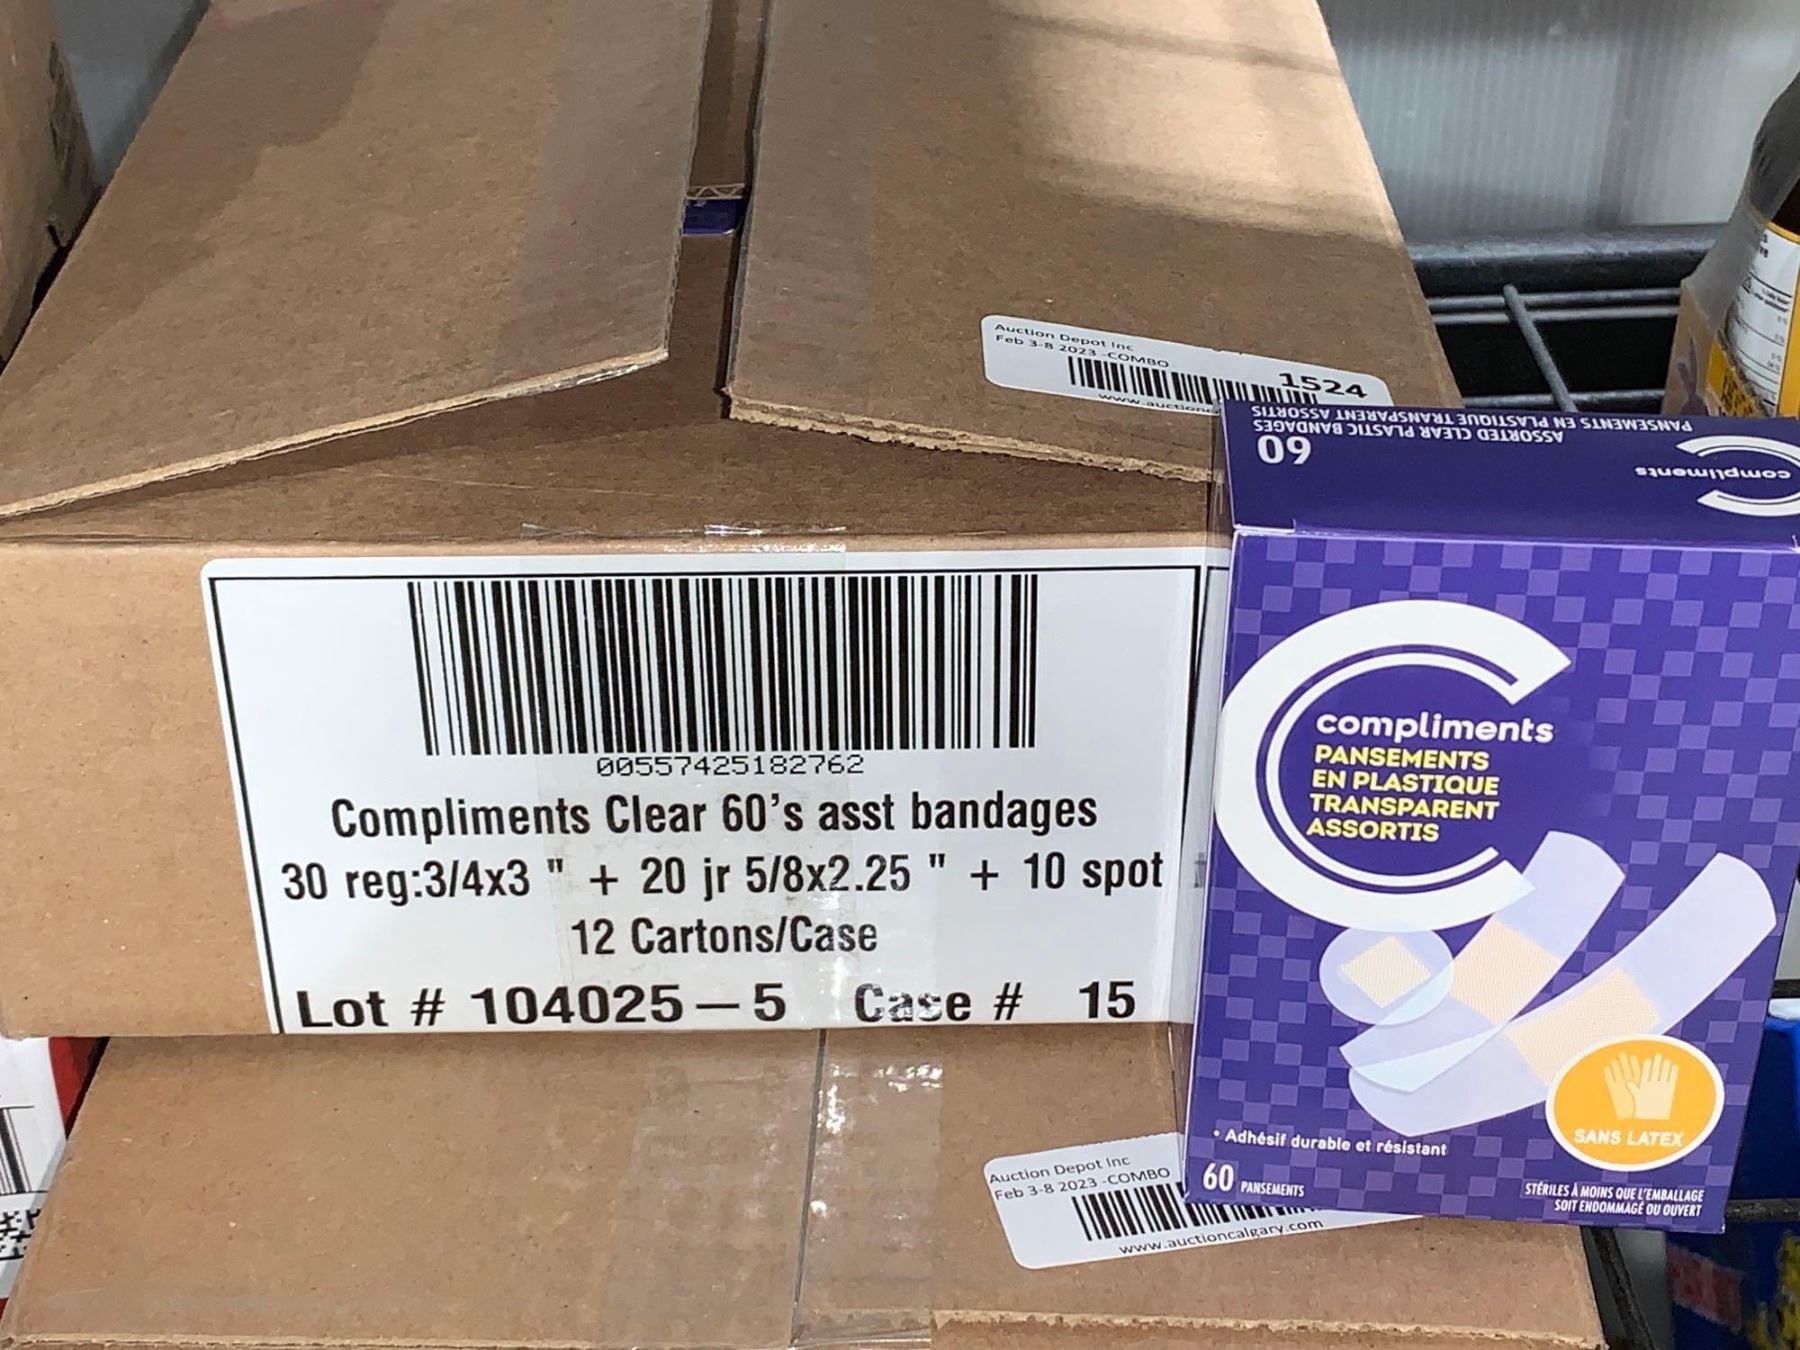 Auction Depot Inc
Feb 3-8 2023 -COMBO
1524
60
ASSORTED CLEAR PLASTIC BANDAGES
PANSEMENTS EN PLASTIQUE TRANSPARENT ASSORTIS
compliments
00557425182762
Compliments Clear 60's asst bandages
30 reg:3/4x3 " + 20 jr 5/8x2.25 " + 10 spot
12 Cartons/Case
Lot # 104025-5 Case # 15
compliments
PANSEMENTS
EN PLASTIQUE
TRANSPARENT
ASSORTIS
SANS LATEX
• Adhésif durable et résistant
60 PANSEMENTS
STÉRILES À MOINS QUE L'EMBALLAGE
SOIT ENDOMMAGÉ OU OUVERT
Auction Depot Inc
Feb 3-8 2023 -COMBO
www.auctioncalgary.com